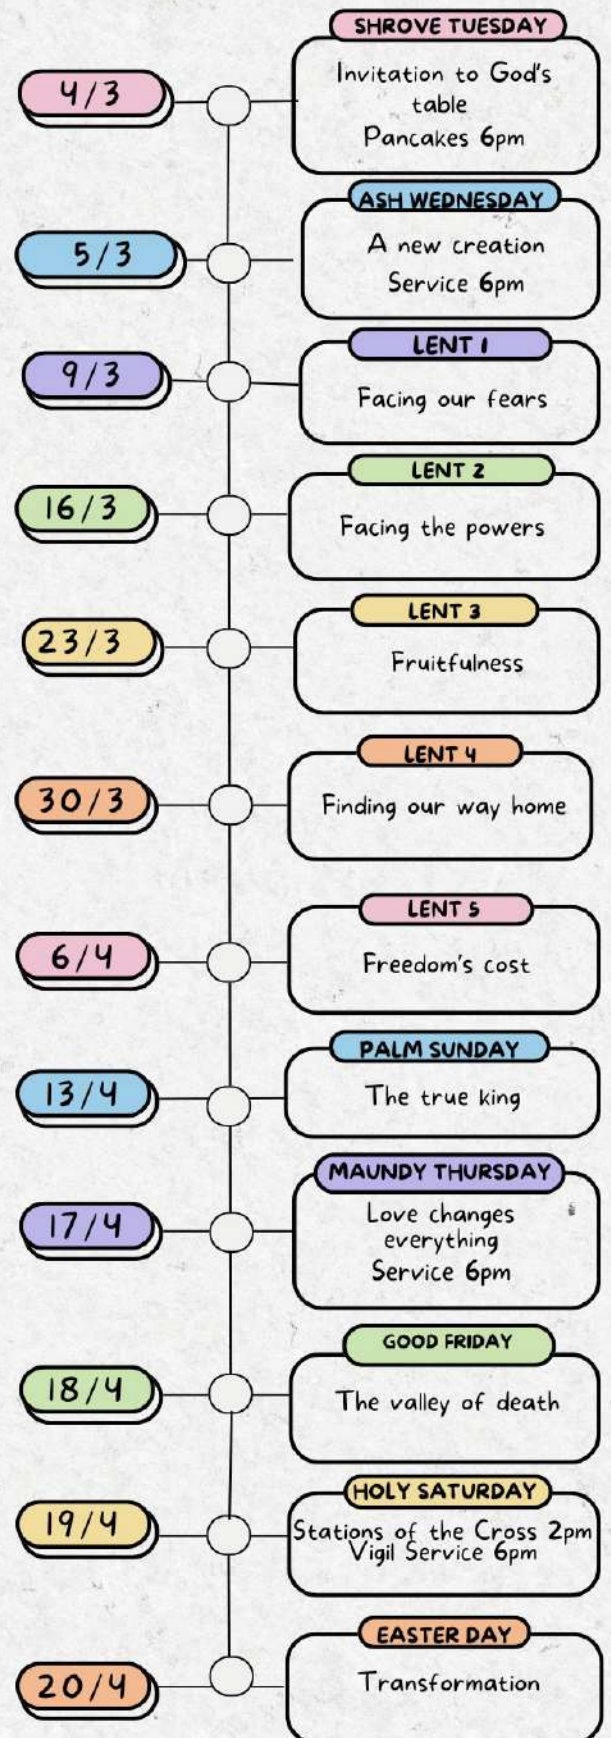 SHROVE TUESDAY
4/3
Invitation to God's
table
Pancakes 6pm
ASH WEDNESDAY
5/3
A new creation
Service 6pm
LENT 1
9/3
Facing our fears
LENT 2
16/3
Facing the powers
LENT 3
23/3
Fruitfulness
LENT 4
30/3
Finding our way home
LENT 5
6/4
Freedom's cost
PALM SUNDAY
13/4
The true king
MAUNDY THURSDAY
17/4
Love changes
everything
Service 6pm
GOOD FRIDAY
18/4
The valley of death
HOLY SATURDAY
19/4
Stations of the Cross 2pm
Vigil Service 6pm
EASTER DAY
20/4
Transformation